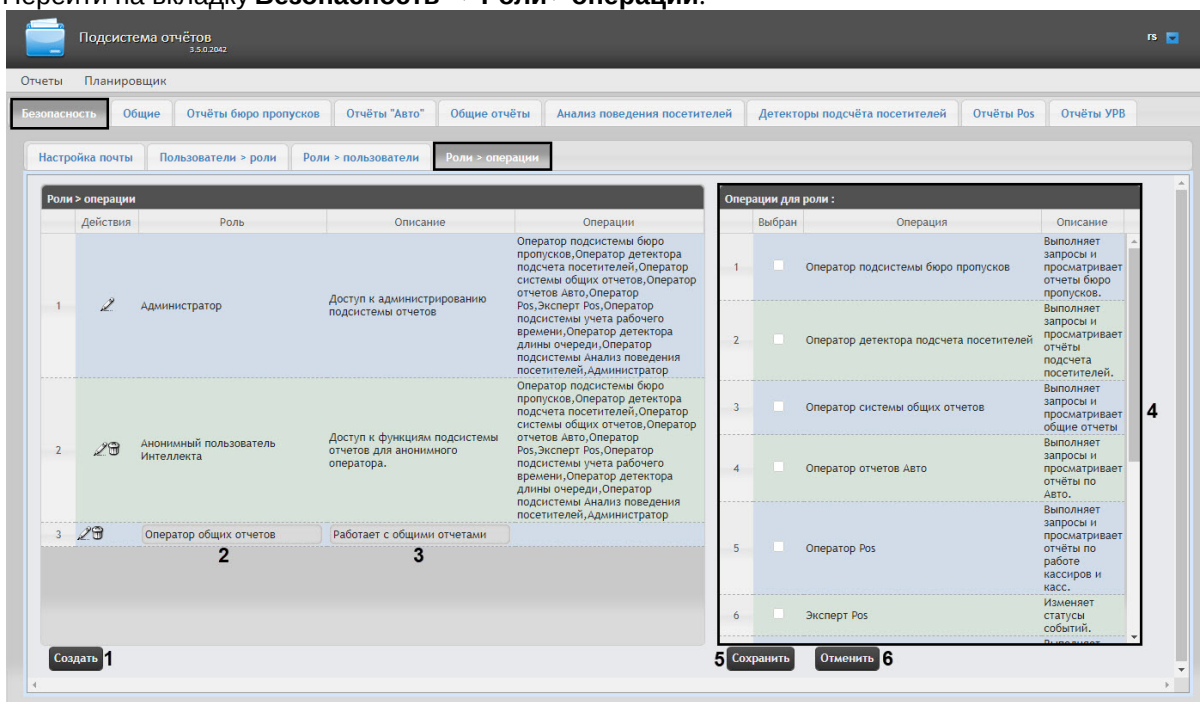 Перейти на вкладку Безопасность -> Роли> операции.
Подсистема отчётов
3.5.0.2042
rs
Отчеты Планировщик
Безопасность Общие Отчёты бюро пропусков Отчёты "Авто" Общие отчёты Анализ поведения посетителей Детекторы подсчёта посетителей Отчёты Pos Отчёты УРВ
Настройка почты Пользователи > роли Роли > пользователи Роли > операции
Роли > операции
Действия Роль Описание Операции
1 Администратор
Доступ к администрированию
подсистемы отчетов
Оператор подсистемы бюро
пропусков,Оператор детектора
подсчета посетителей,Оператор
системы общих отчетов,Оператор
отчетов Авто,Оператор
Pos,Эксперт Pos,Оператор
подсистемы учета рабочего
времени,Оператор детектора
длины очереди,Оператор
подсистемы Анализ поведения
посетителей,Администратор
2 Анонимный пользователь
Интеллекта
Доступ к функциям подсистемы
отчетов для анонимного
оператора.
Оператор подсистемы бюро
пропусков,Оператор детектора
подсчета посетителей,Оператор
системы общих отчетов,Оператор
отчетов Авто,Оператор
Pos,Эксперт Pos,Оператор
подсистемы учета рабочего
времени,Оператор детектора
длины очереди,Оператор
подсистемы Анализ поведения
посетителей,Администратор
3 Оператор общих отчетов Работает с общими отчетами
2 3
Создать 1
Операции для роли :
Выбран Операция Описание
1 Оператор подсистемы бюро пропусков
Выполняет
запросы и
просматривает
отчеты бюро
пропусков.
2 Оператор детектора подсчета посетителей
Выполняет
запросы и
просматривает
отчёты
подсчета
посетителей.
3 Оператор системы общих отчетов
Выполняет
запросы и
просматривает
общие отчеты
4
4 Оператор отчетов Авто
Выполняет
запросы и
просматривает
отчёты по
Авто.
5 Оператор Pos
Выполняет
запросы и
просматривает
отчёты по
работе
кассиров и
касс.
6 Эксперт Pos
Изменяет
статусы
событий.
Выполняет
5 Сохранить Отменить 6